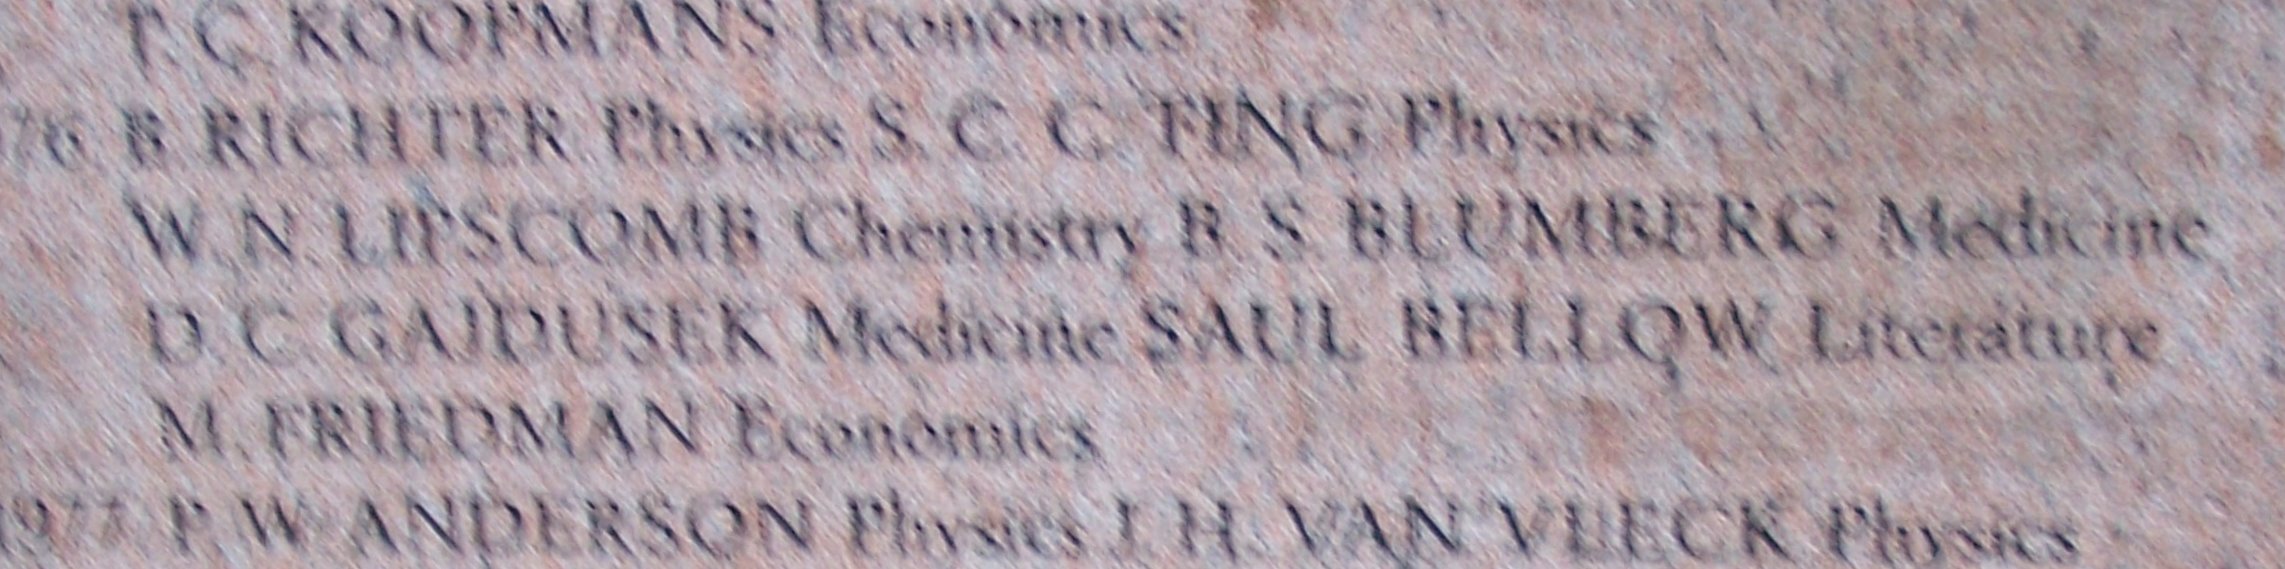 T. C. KOOPMANS Economics
76 B. RICHTER Physics S. C. C. TING Physics
W. N. LIPSCOMB Chemistry B. S. BLUMBERG Medicine
D. C. GAJDUSEK Medicine SAUL BELLOW Literature
M. FRIEDMAN Economics
1977 P. W. ANDERSON Physics J. H. VAN VLECK Physics